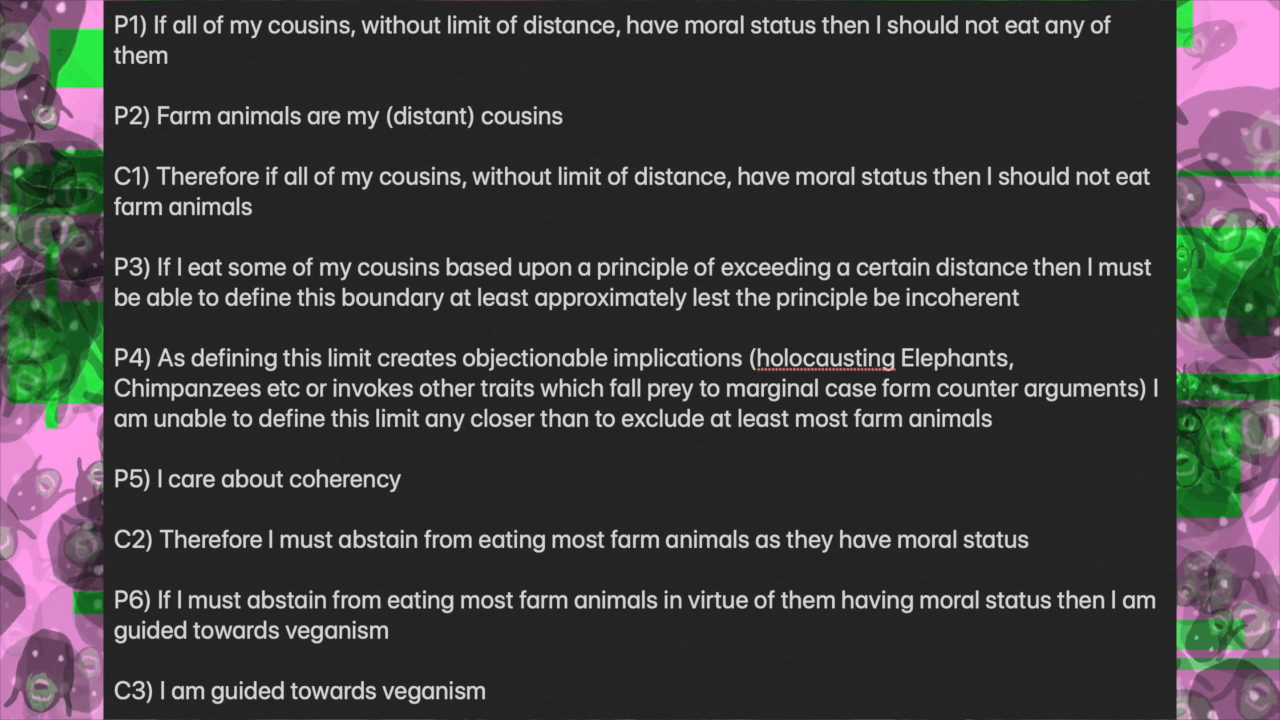 P1) If all of my cousins, without limit of distance, have moral status then I should not eat any of
them
P2) Farm animals are my (distant) cousins
C1) Therefore if all of my cousins, without limit of distance, have moral status then I should not eat
farm animals
P3) If I eat some of my cousins based upon a principle of exceeding a certain distance then I must
be able to define this boundary at least approximately lest the principle be incoherent
P4) As defining this limit creates objectionable implications (holocausting Elephants,
Chimpanzees etc or invokes other traits which fall prey to marginal case form counter arguments) I
am unable to define this limit any closer than to exclude at least most farm animals
P5) I care about coherency
C2) Therefore I must abstain from eating most farm animals as they have moral status
P6) If I must abstain from eating most farm animals in virtue of them having moral status then I am
guided towards veganism
C3) I am guided towards veganism